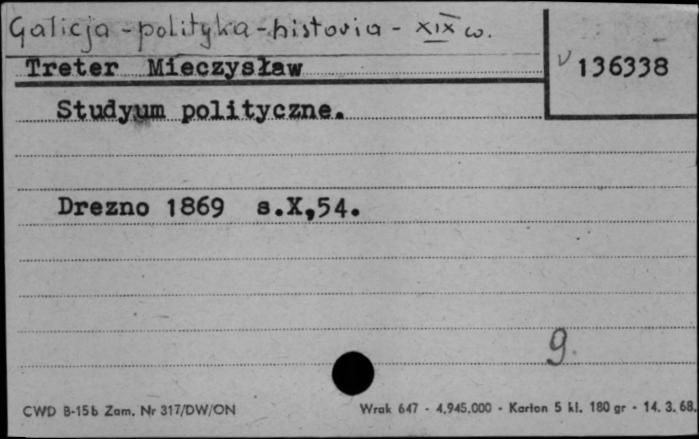 Galicja - polityka - historia - XIX w.
Treter Mieczysław
v 136338
Studyum polityczne.
Drezno 1869 s.X,54.
9.
CWD B-15b Zam. Nr 317/DW/ON
Wrak 647 - 4.945.000 - Karton 5 kl. 180 gr - 14. 3. 68.